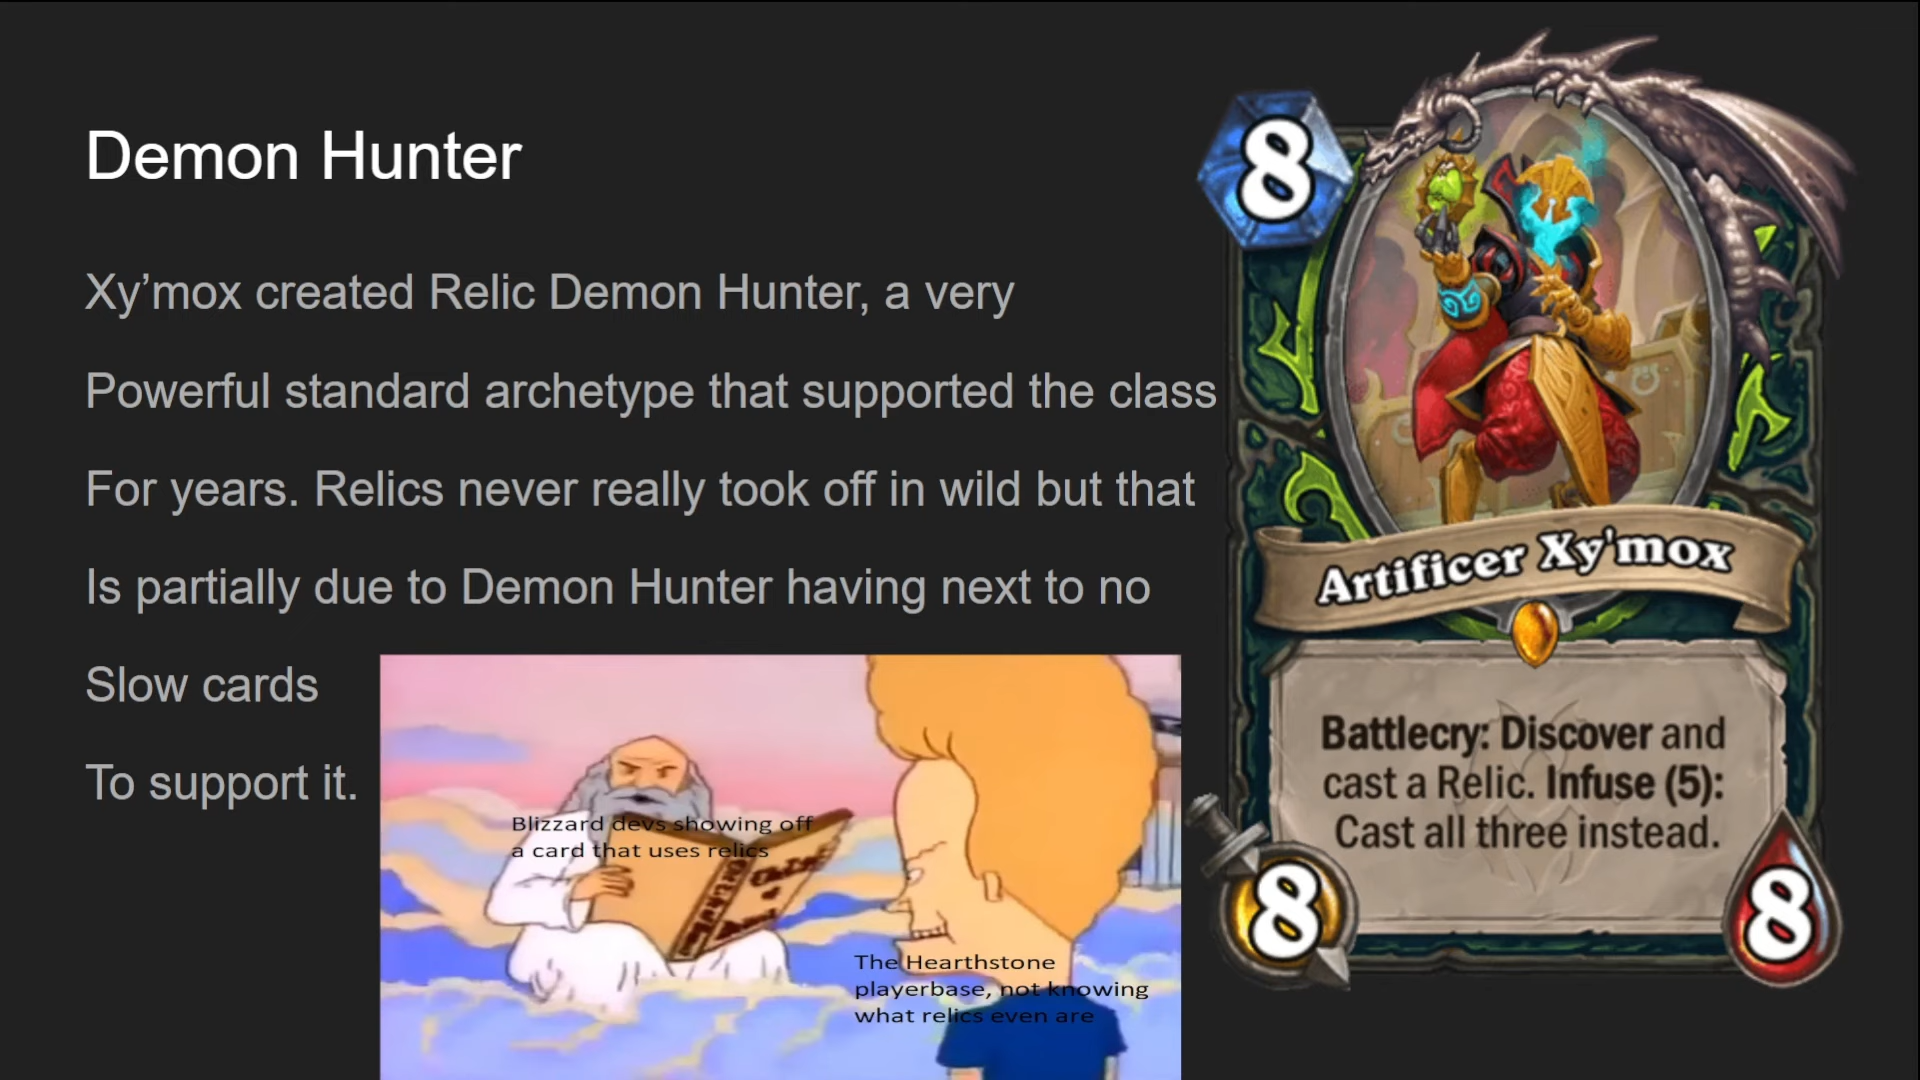 Demon Hunter
Xy’mox created Relic Demon Hunter, a very
Powerful standard archetype that supported the class
For years. Relics never really took off in wild but that
Is partially due to Demon Hunter having next to no
Slow cards
To support it.
Blizzard devs showing off
a card that uses relics
The Hearthstone
playerbase, not knowing
what relics even are
8
Artificer Xy'mox
Battlecry: Discover and
cast a Relic. Infuse (5):
Cast all three instead.
8
8